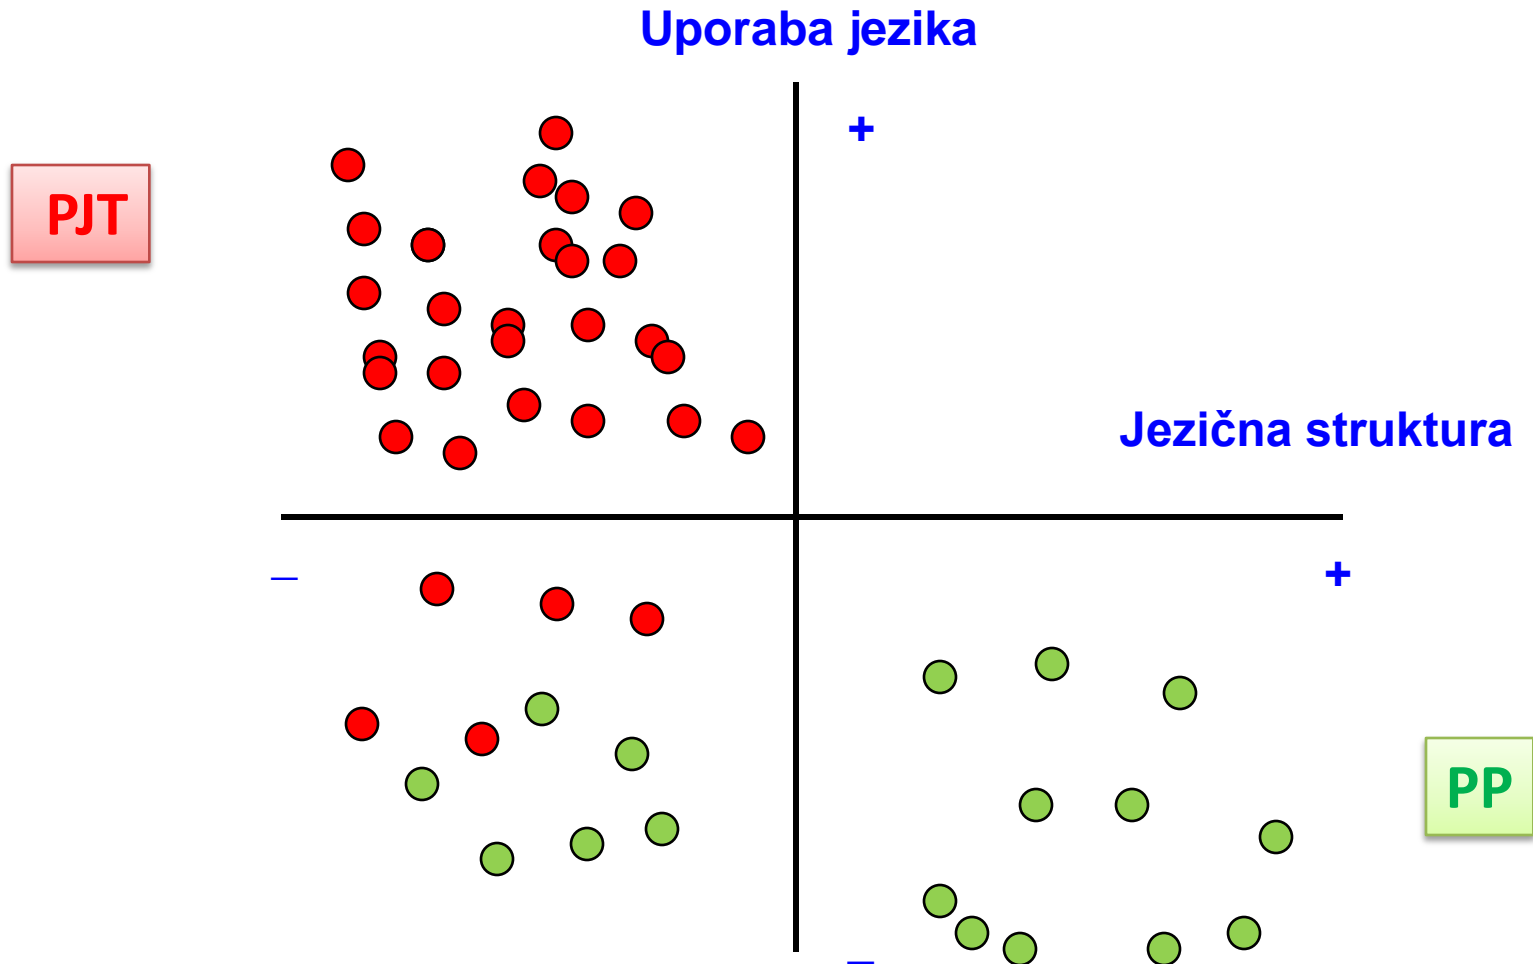 Uporaba jezika
+
PJT
Jezična struktura
_
+
PP
_